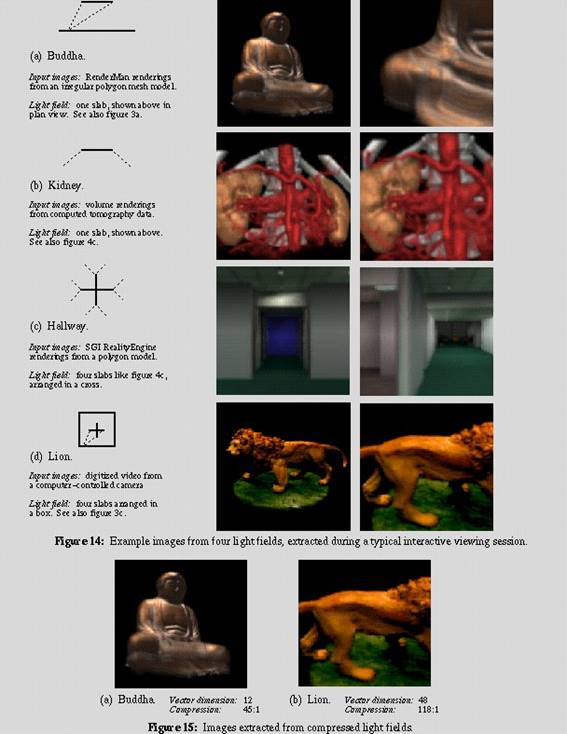 (a) Buddha.
Input images: RenderMan renderings
from an irregular polygon mesh model.
Light field: one slab, shown above in
plan view. See also figure 3a.
(b) Kidney.
Input images: volume renderings
from computed tomography data.
Light field: one slab, shown above.
See also figure 4c.
(c) Hallway.
Input images: SGI RealityEngine
renderings from a polygon model.
Light field: four slabs like figure 4c,
arranged in a cross.
(d) Lion.
Input images: digitized video from
a computer-controlled camera
Light field: four slabs arranged in
a box. See also figure 3c.
Figure 14: Example images from four light fields, extracted during a typical interactive viewing session.
(a) Buddha Vector dimension: 12
Compression: 45:1
(b) Lion. Vector dimension: 48
Compression: 118:1
Figure 15: Images extracted from compressed light fields.